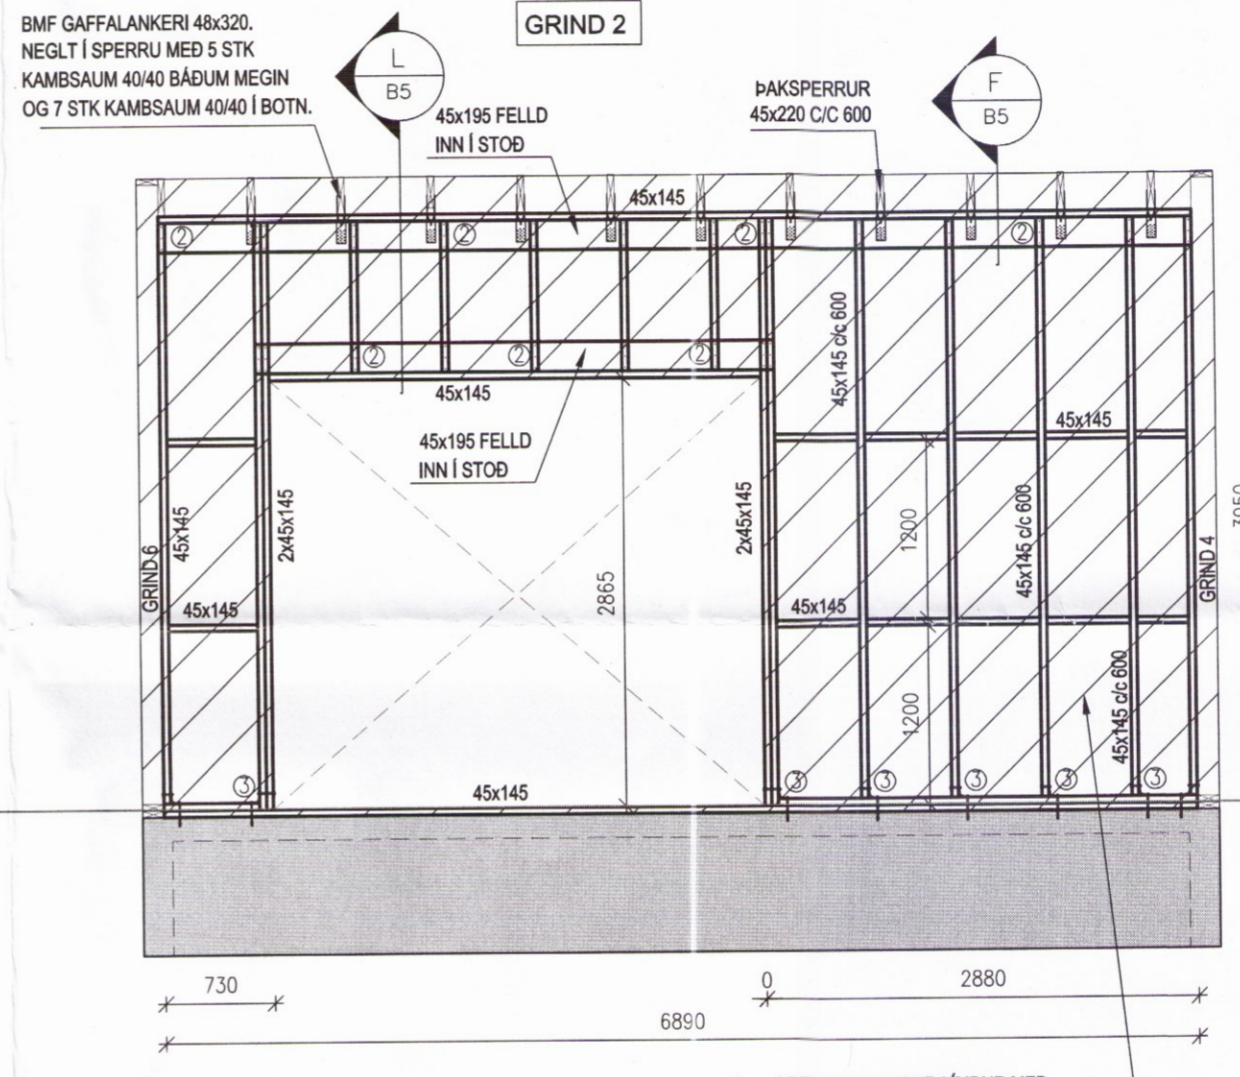 GRIND 2
BMF GAFFALANKERI 48x320.
NEGLT Í SPERRU MEÐ 5 STK
KAMBSAUM 40/40 BÁÐUM MEGIN
OG 7 STK KAMBSAUM 40/40 Í BOTN.
L
B5
45x195 FELLD
INN Í STOÐ
ÞAKSPERRUR
45x220 C/C 600
F
B5
45x145
2
2
2
2
2
2
2
45x145
45x195 FELLD
INN Í STOÐ
45x145 c/c 600
45x145
GRIND 6
45x145
2x45x145
45x145
2865
2x45x145
1200
45x145
45x145 c/c 600
GRIND 4
1200
45x145 c/c 600
3
45x145
3
3
3
3
3
730
0
2880
6890